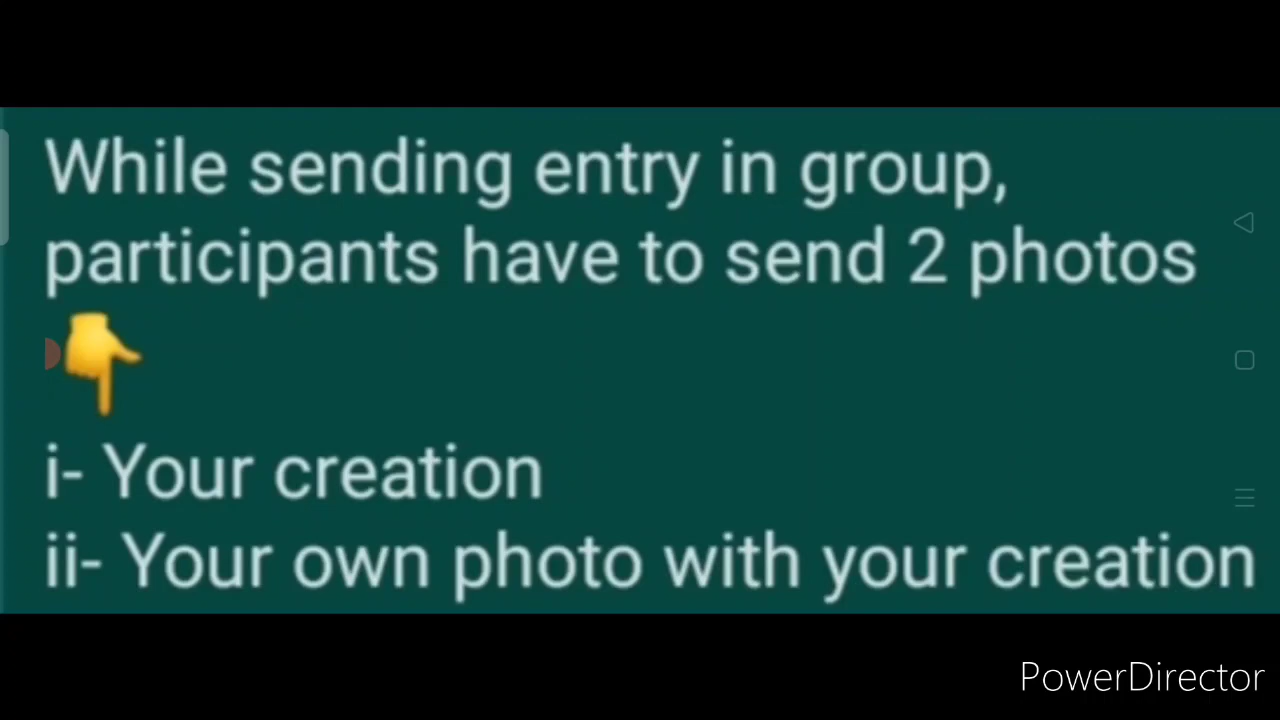 While sending entry in group,
participants have to send 2 photos
👇
i- Your creation
ii- Your own photo with your creation
PowerDirector